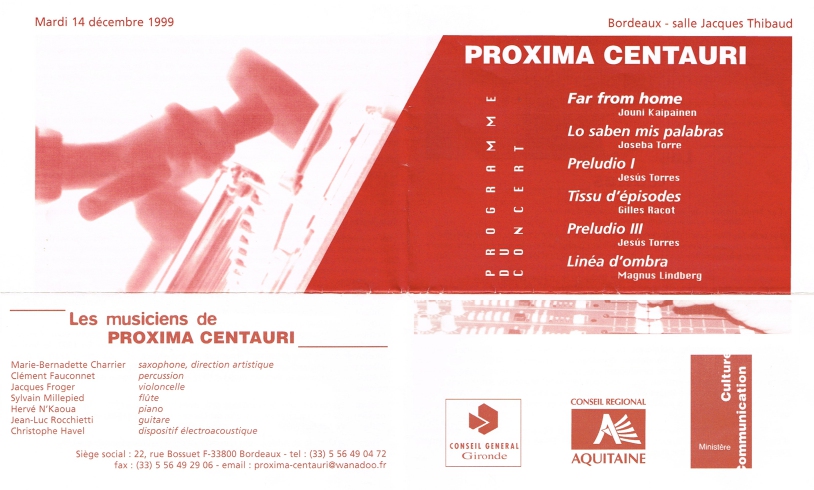 Mardi 14 décembre 1999
Bordeaux - salle Jacques Thibaud
PROXIMA CENTAURI
PROGRAMME
DU
CONCERT
Far from home
Jouni Kaipainen
Lo saben mis palabras
Joseba Torre
Preludio I
Jesús Torres
Tissu d'épisodes
Gilles Racot
Preludio III
Jesús Torres
Linéa d'ombra
Magnus Lindberg
Les musiciens de
PROXIMA CENTAURI
Marie-Bernadette Charrier saxophone, direction artistique
Clément Fauconnet percussion
Jacques Froger violoncelle
Sylvain Millepied flûte
Hervé N'Kaoua piano
Jean-Luc Rocchietti guitare
Christophe Havel dispositif électroacoustique
Siège social : 22, rue Bossuet F-33800 Bordeaux - tel : (33) 5 56 49 04 72
fax : (33) 5 56 49 29 06 - email : proxima-centauri@wanadoo.fr
CONSEIL GENERAL
Gironde
CONSEIL REGIONAL
AQUITAINE
Culture
ommunication
Ministère